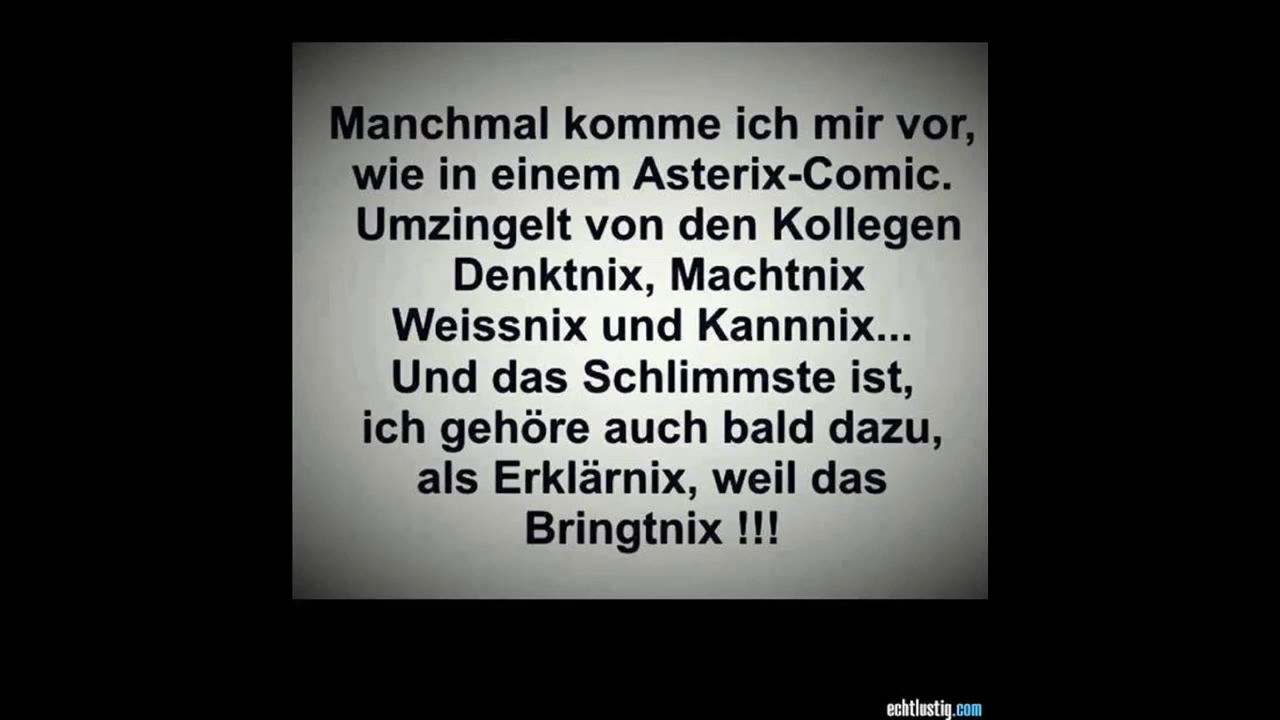 Manchmal komme ich mir vor,
wie in einem Asterix-Comic.
Umzingelt von den Kollegen
Denktnix, Machtnix
Weissnix und Kannnix...
Und das Schlimmste ist,
ich gehöre auch bald dazu,
als Erklärnix, weil das
Bringtnix !!!
echtlustig.com